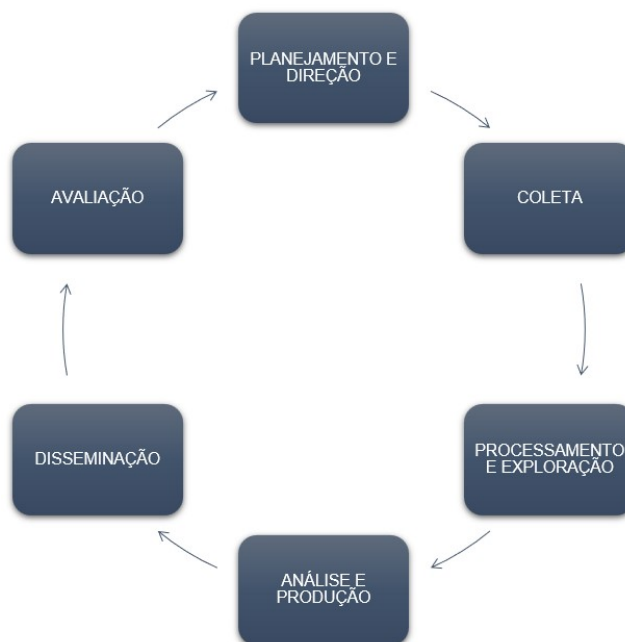 PLANEJAMENTO E
DIREÇÃO
COLETA
PROCESSAMENTO
E EXPLORAÇÃO
ANÁLISE E
PRODUÇÃO
DISSEMINAÇÃO
AVALIAÇÃO